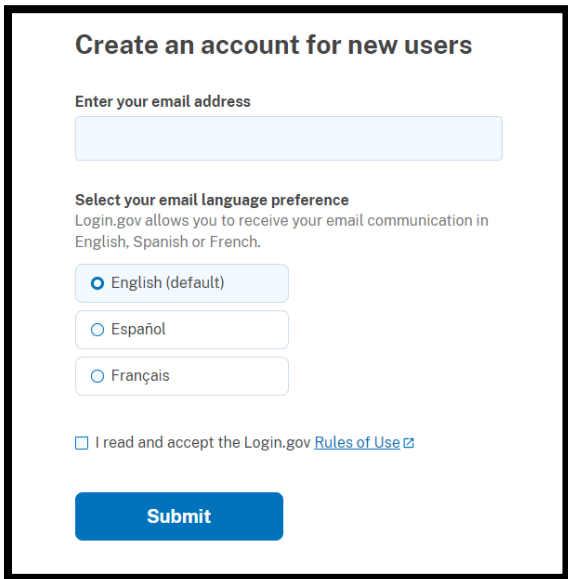 Create an account for new users
Enter your email address
Select your email language preference
Login.gov allows you to receive your email communication in
English, Spanish or French.
English (default)
Español
Français
I read and accept the Login.gov Rules of Use
Submit